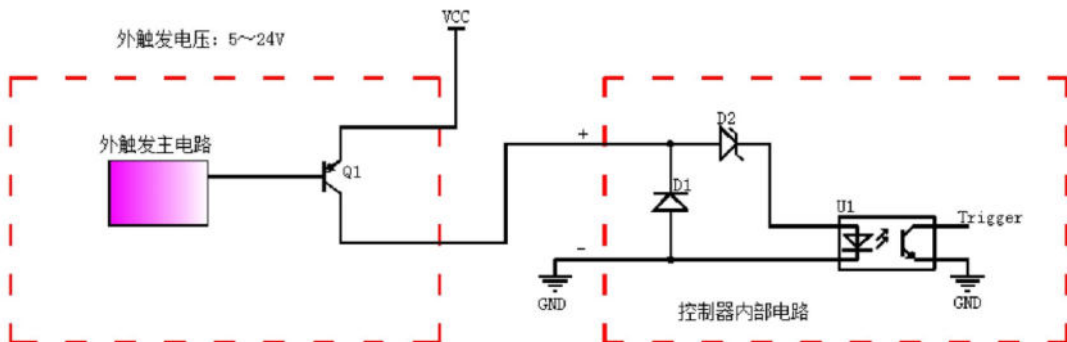 VCC
外触发电压：5～24V
外触发主电路
Q1
+
D2
D1
U1
Trigger
-
GND
GND
控制器内部电路